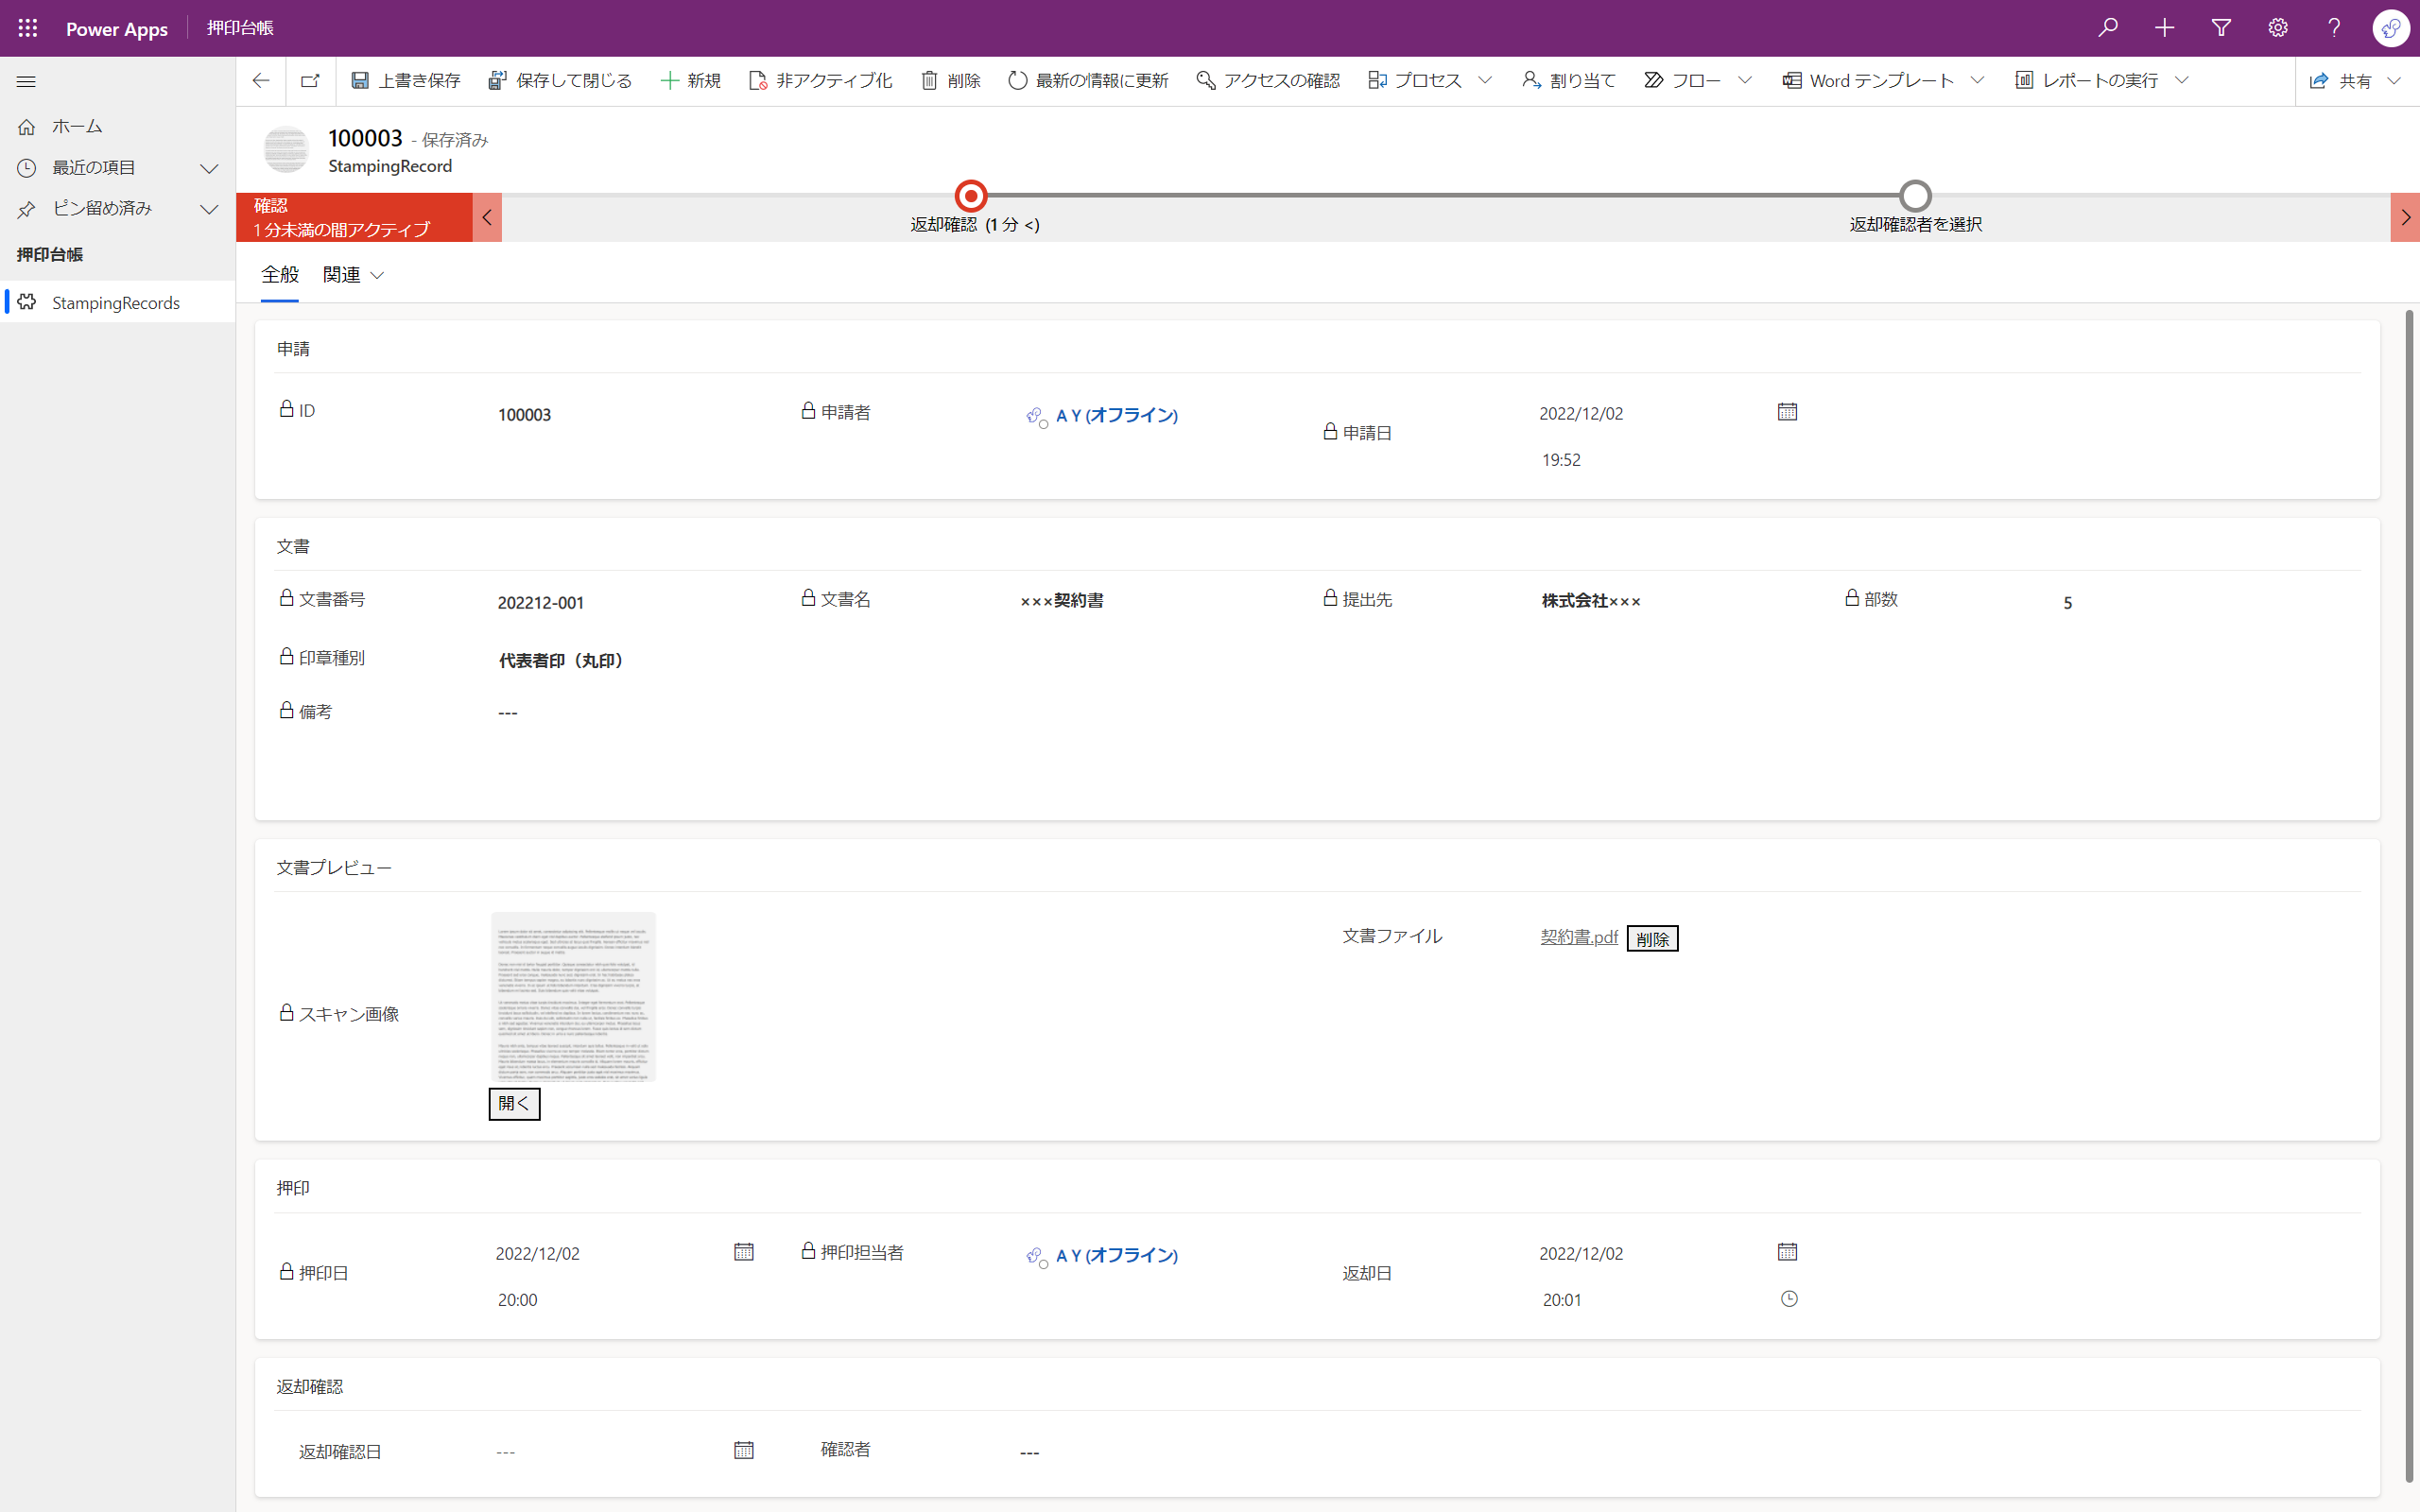 Power Apps 押印台帳
上書き保存 保存して閉じる 新規 非アクティブ化 削除 最新の情報に更新 アクセスの確認 プロセス 割り当て フロー Word テンプレート レポートの実行 共有
ホーム
最近の項目
ピン留め済み
押印台帳
StampingRecords
100003 - 保存済み
StampingRecord
確認
1 分未満の間アクティブ
返却確認 (1 分 <)
返却確認者を選択
全般 関連
申請
ID 100003 申請者 A Y (オフライン) 申請日 2022/12/02
19:52
文書
文書番号 202212-001 文書名 ×××契約書 提出先 株式会社××× 部数 5
印章種別 代表者印（丸印）
備考 ---
文書プレビュー
文書ファイル 契約書.pdf 削除
スキャン画像
開く
押印
押印日 2022/12/02 押印担当者 A Y (オフライン) 返却日 2022/12/02
20:00 20:01
返却確認
返却確認日 --- 確認者 ---